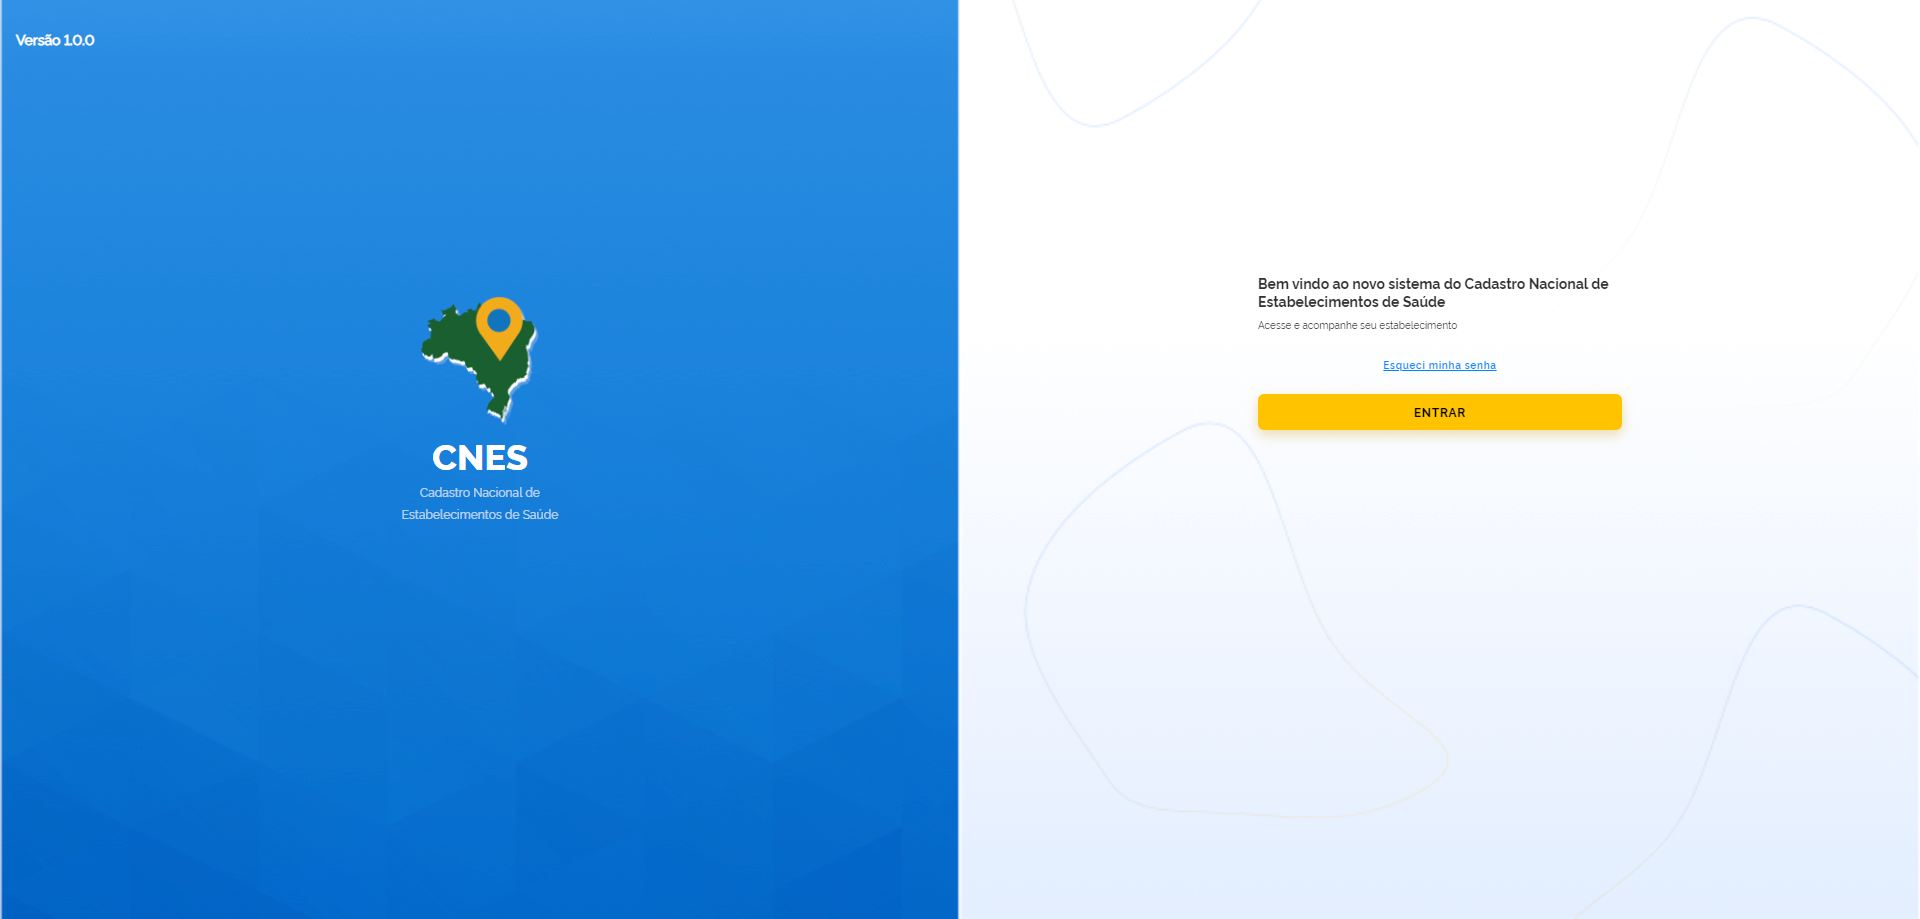 Versão 1.0.0
CNES
Cadastro Nacional de
Estabelecimentos de Saúde
Bem vindo ao novo sistema do Cadastro Nacional de
Estabelecimentos de Saúde
Acesse e acompanhe seu estabelecimento
Esqueci minha senha
ENTRAR